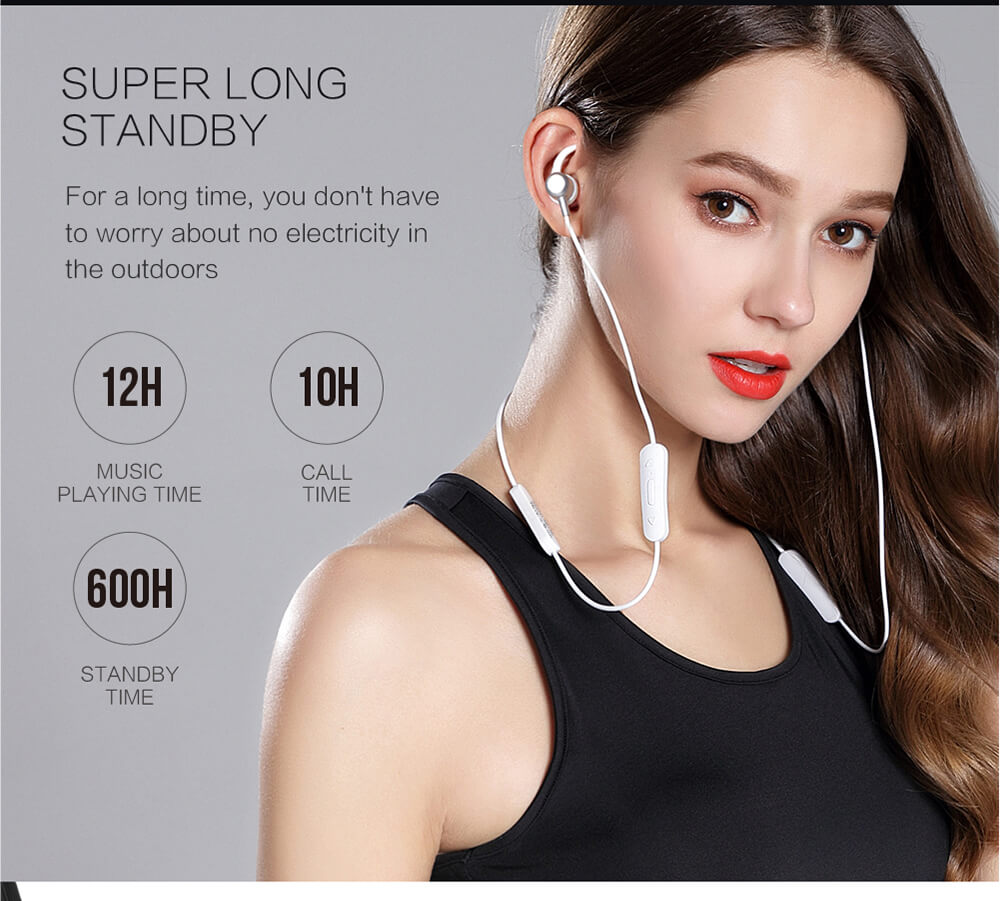 SUPER LONG
STANDBY
For a long time, you don't have
to worry about no electricity in
the outdoors
12H
10H
MUSIC
PLAYING TIME
CALL
TIME
600H
STANDBY
TIME